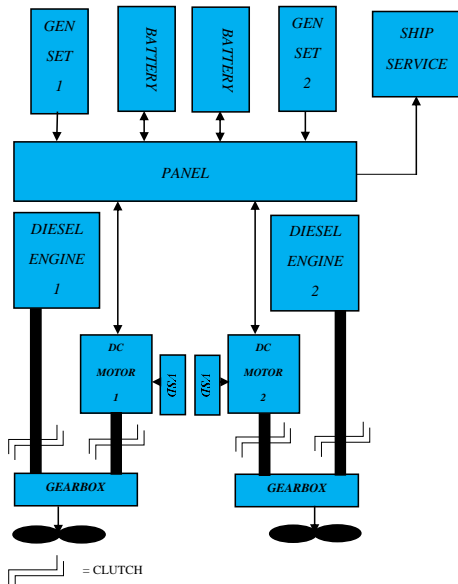 GEN
SET
1
BATTERY
BATTERY
GEN
SET
2
SHIP
SERVICE
PANEL
DIESEL
ENGINE
1
DIESEL
ENGINE
2
DC
MOTOR
1
VSD
VSD
DC
MOTOR
2
GEARBOX
GEARBOX
= CLUTCH